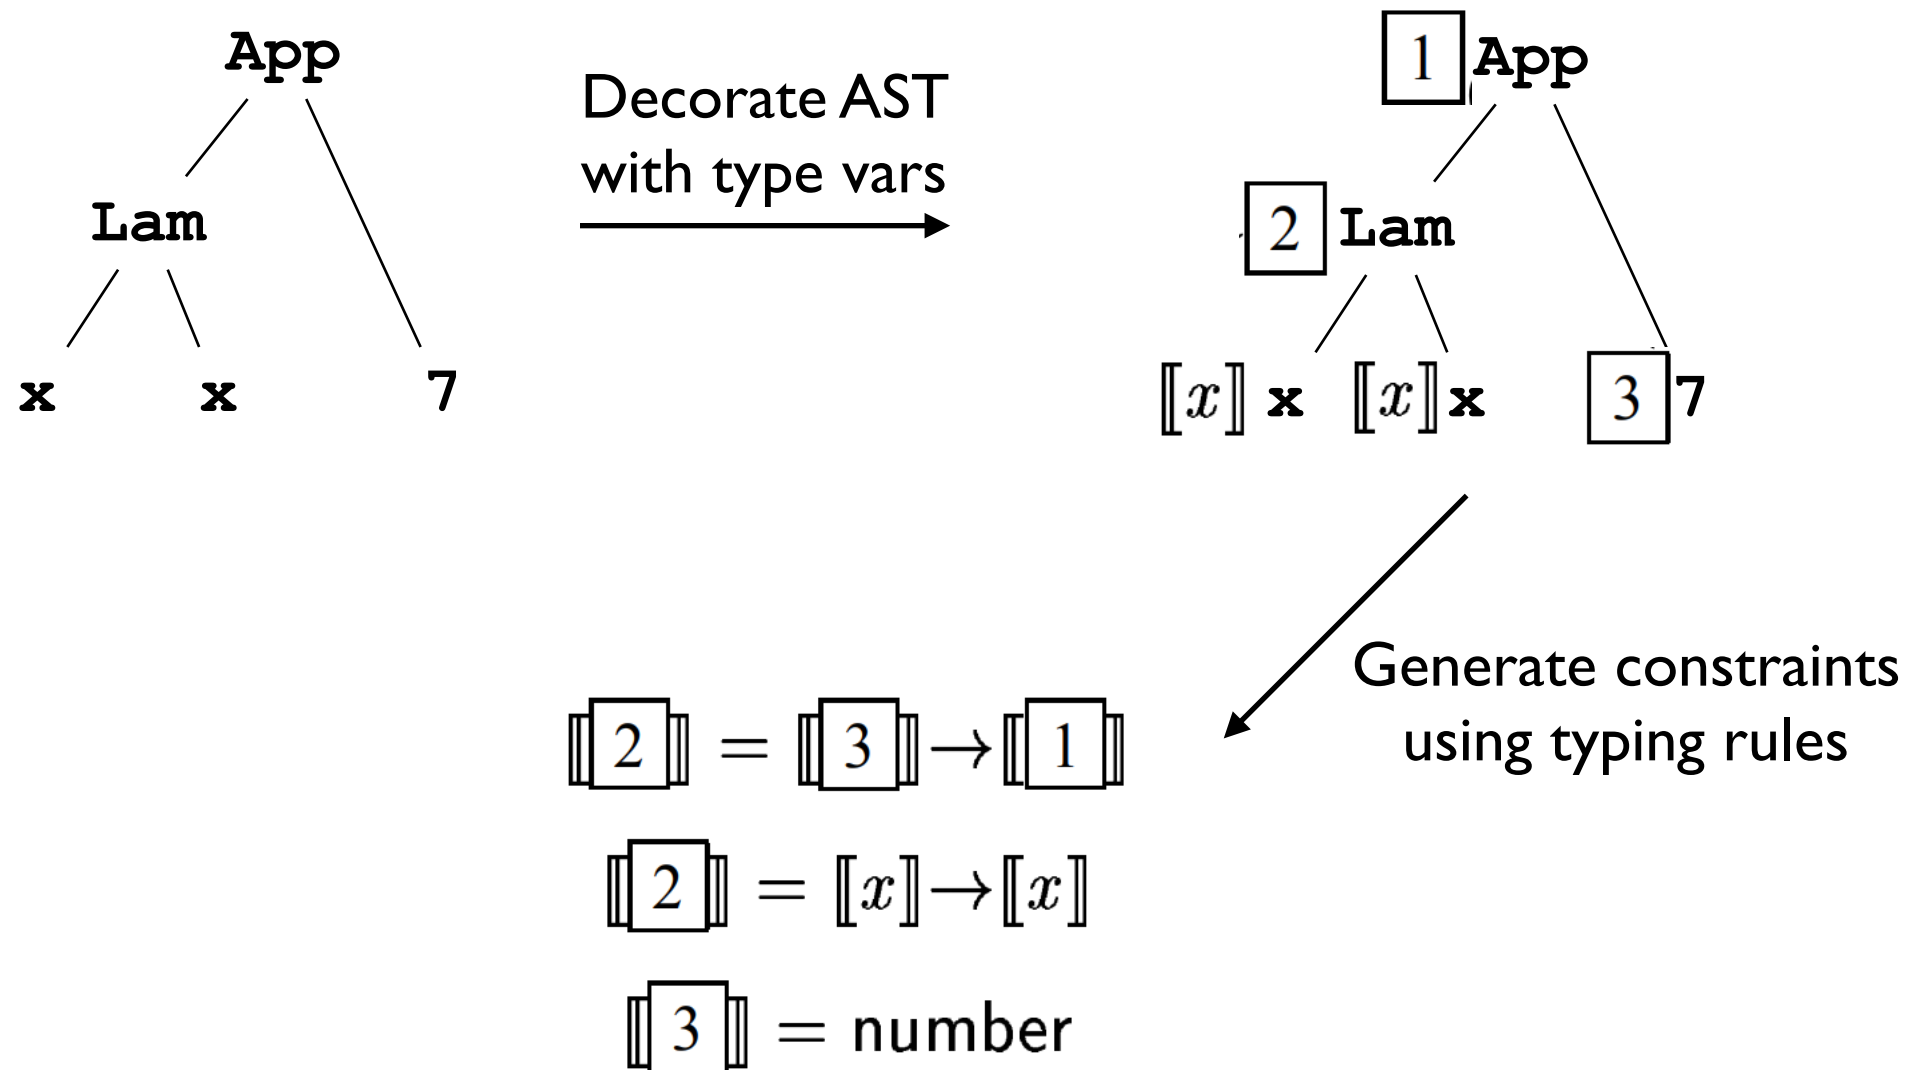 App
Lam
x x 7
Decorate AST
with type vars
1 App
2 Lam
⟦x⟧ x ⟦x⟧ x 3 7
Generate constraints
using typing rules
⟦2⟧ = ⟦3⟧→⟦1⟧
⟦2⟧ = ⟦x⟧→⟦x⟧
⟦3⟧ = number